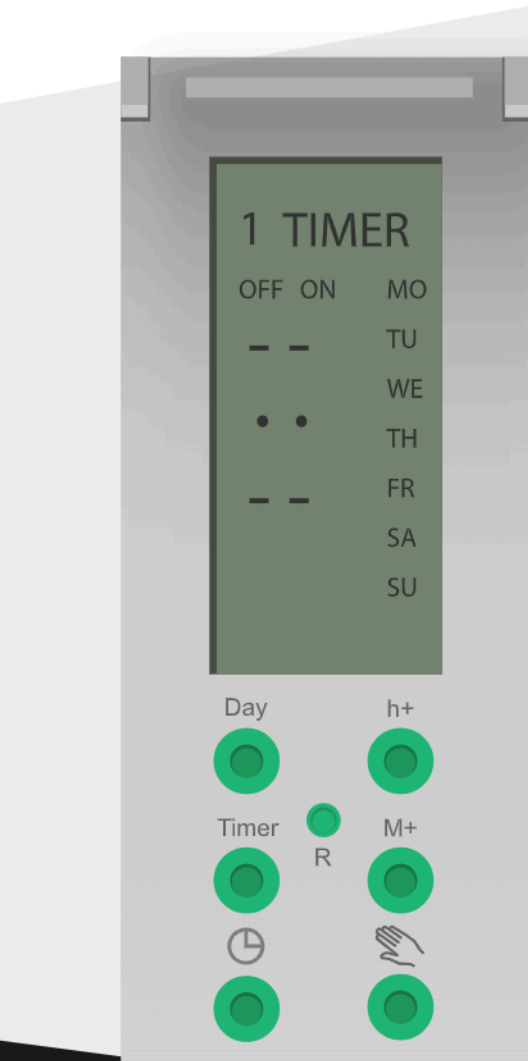 1 TIMER
OFF ON MO
-- TU
WE
: : TH
-- FR
SA
SU
Day h+
Timer M+
R